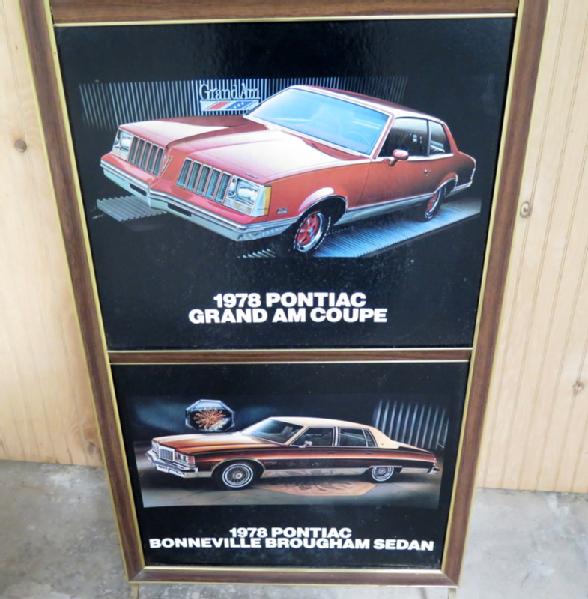 Grand Am
1978 PONTIAC
GRAND AM COUPE
1978 PONTIAC
BONNEVILLE BROUGHAM SEDAN